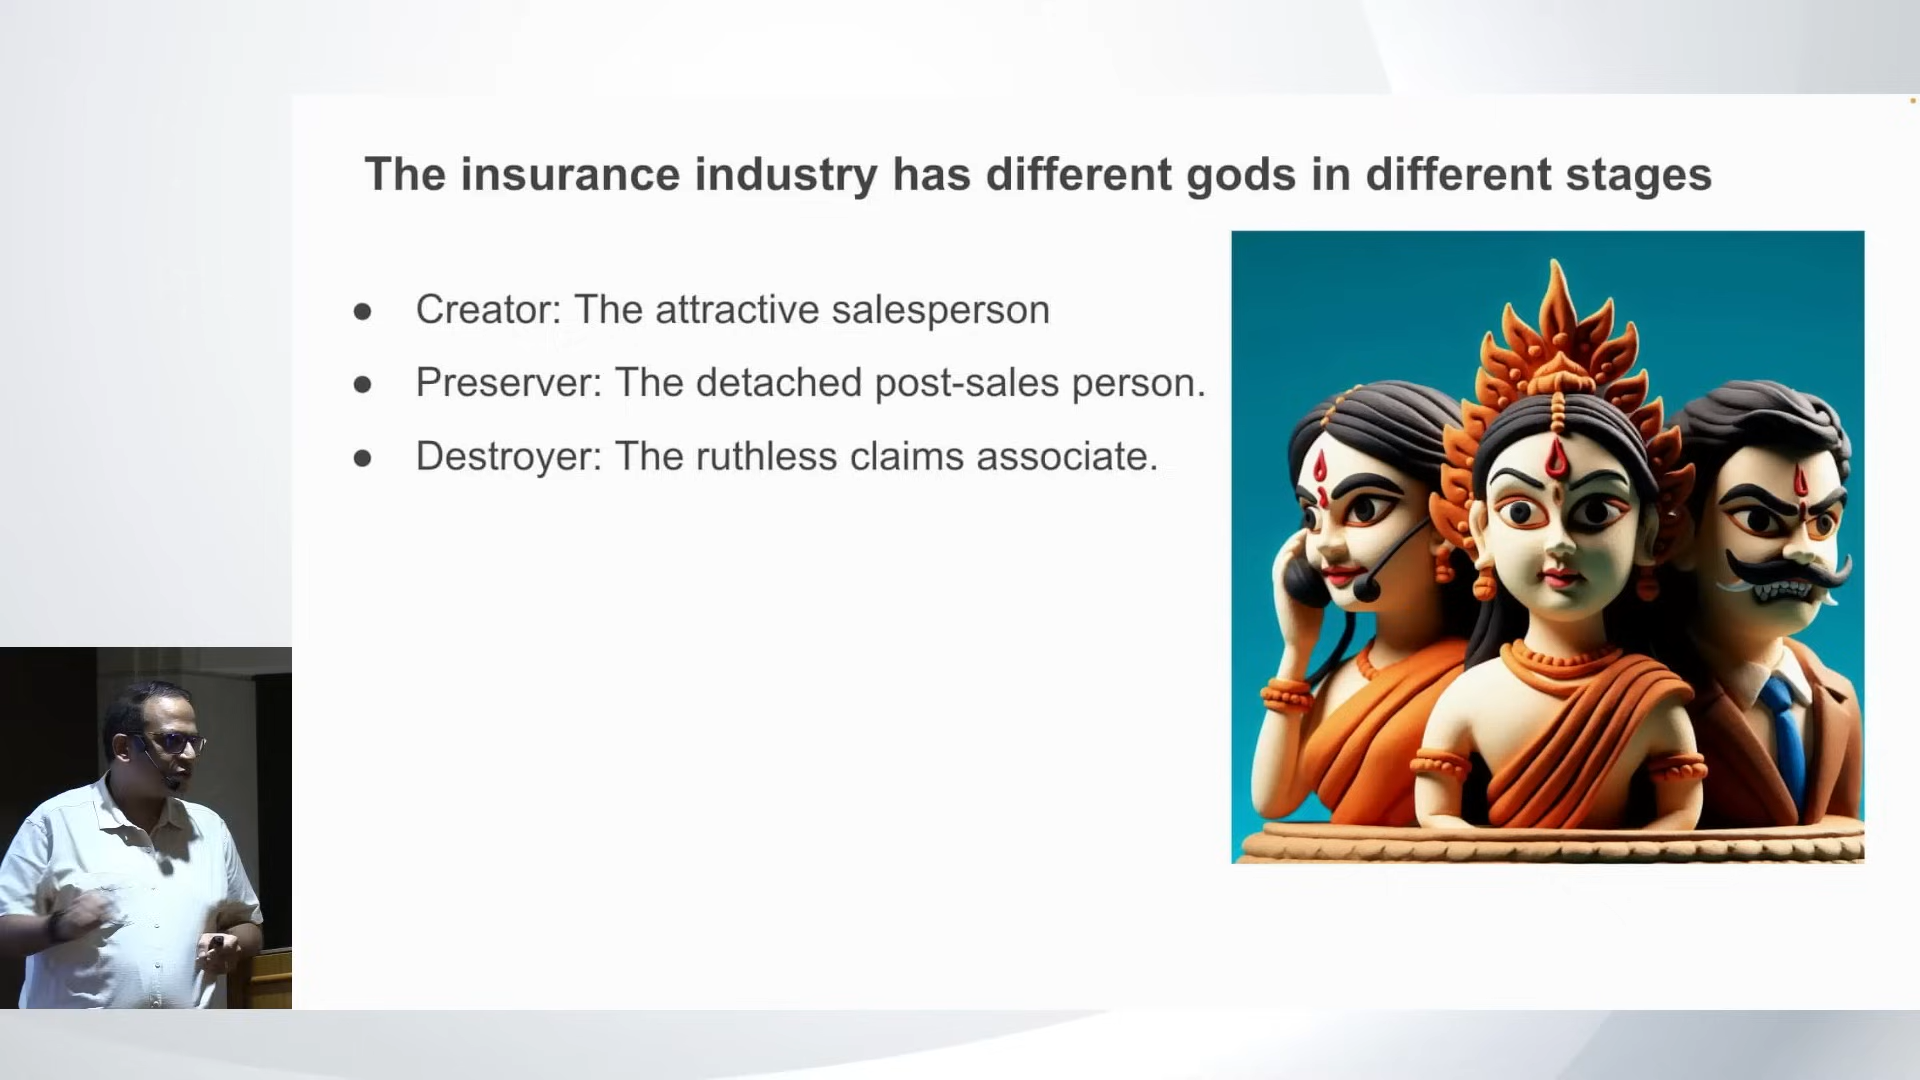 The insurance industry has different gods in different stages
● Creator: The attractive salesperson
● Preserver: The detached post-sales person.
● Destroyer: The ruthless claims associate.